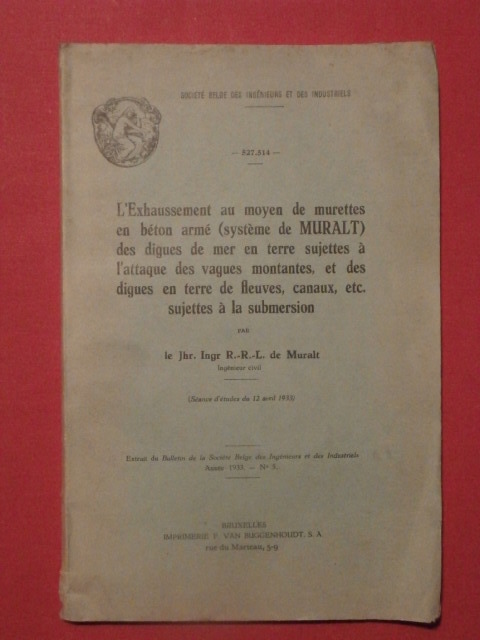 SOCIÉTÉ BELGE DES INGÉNIEURS ET DES INDUSTRIELS
— 627.514 —
L'Exhaussement au moyen de murettes
en béton armé (système de MURALT)
des digues de mer en terre sujettes à
l'attaque des vagues montantes, et des
digues en terre de fleuves, canaux, etc.
sujettes à la submersion
PAR
le Jhr. Ingr R.-R.-L. de Muralt
Ingénieur civil
(Séance d'études du 12 avril 1933)
Extrait du Bulletin de la Société Belge des Ingénieurs et des Industriels
Année 1933. — N°
BRUXELLES
IMPRIMERIE F. VAN BUGGENHOUDT, S. A.
rue du Marteau, 5-9